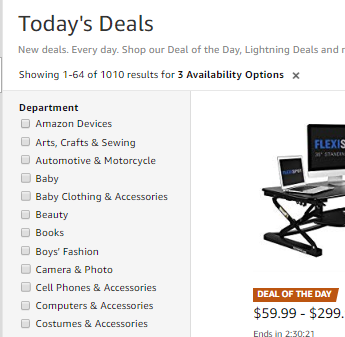 Today's Deals
New deals. Every day. Shop our Deal of the Day, Lightning Deals and
Showing 1-64 of 1010 results for 3 Availability Options ×
Department
Amazon Devices
Arts, Crafts & Sewing
Automotive & Motorcycle
Baby
Baby Clothing & Accessories
Beauty
Books
Boys' Fashion
Camera & Photo
Cell Phones & Accessories
Computers & Accessories
Costumes & Accessories
FLEXISPOT
DEAL OF THE DAY
$59.99 - $299.
Ends in 2:30:21